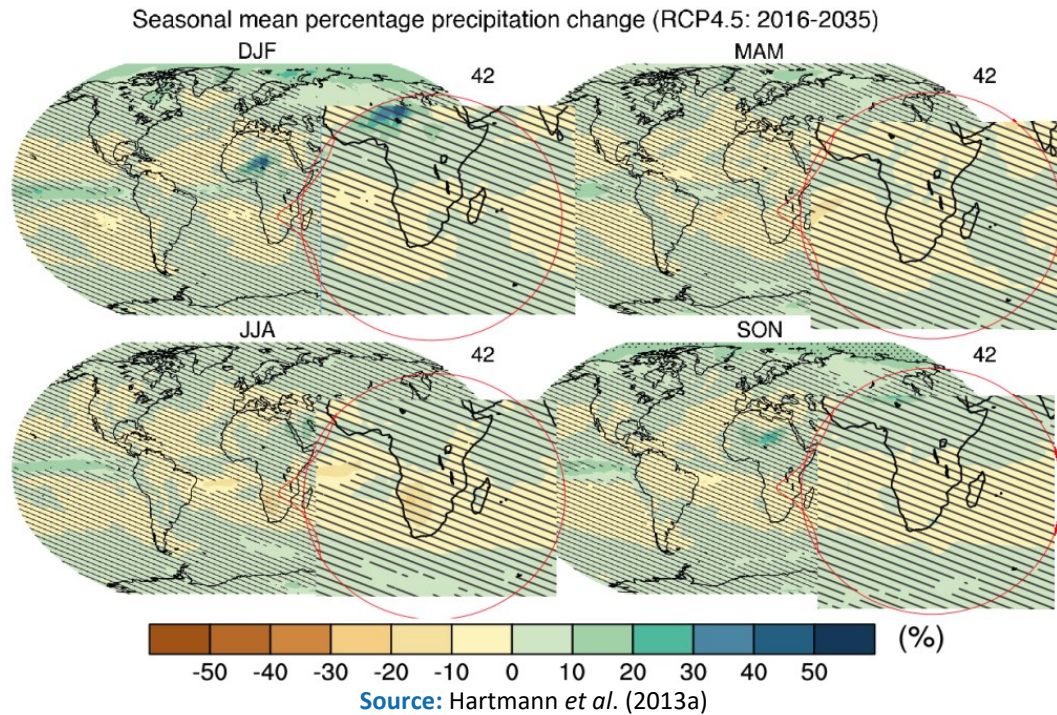 Seasonal mean percentage precipitation change (RCP4.5: 2016-2035)
DJF
MAM
42
42
JJA
SON
42
42
(%)
-50 -40 -30 -20 -10 0 10 20 30 40 50
Source: Hartmann et al. (2013a)